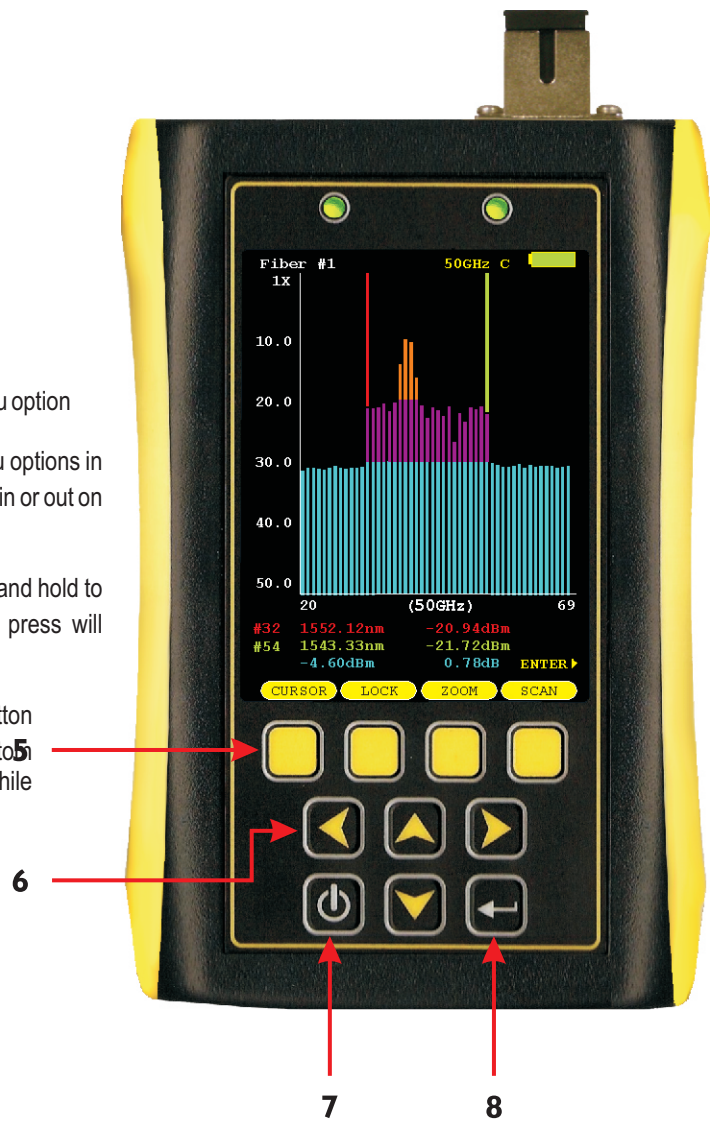 Fiber #1 50GHz C
1X
10.0
20.0
30.0
40.0
50.0
20 (50GHz) 69
#32 1552.12nm -20.94dBm
#54 1543.33nm -21.72dBm
-4.60dBm 0.78dB ENTER
CURSOR LOCK ZOOM SCAN
option
options in
in or out on
and hold to
press will
5
6
7 8